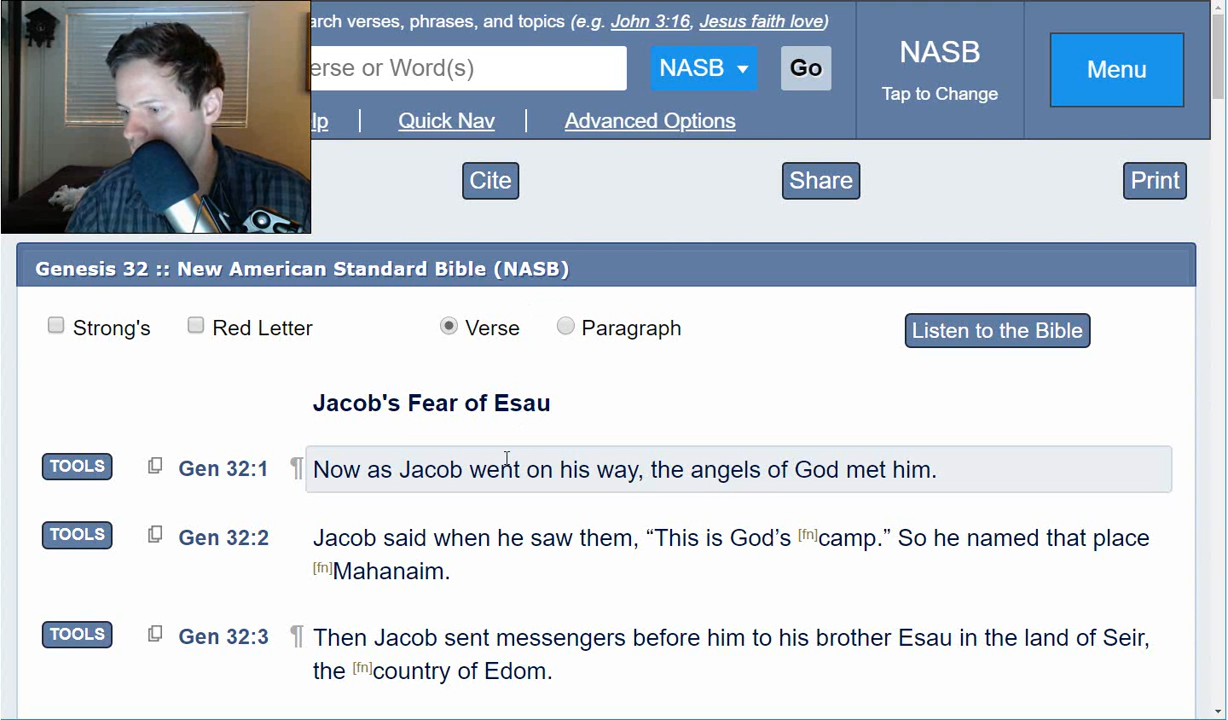 arch verses, phrases, and topics (e.g. John 3:16, Jesus faith love)
erse or Word(s)
NASB
Go
NASB
Tap to Change
Menu
lp | Quick Nav | Advanced Options
Cite
Share
Print
Genesis 32 :: New American Standard Bible (NASB)
Strong's
Red Letter
Verse
Paragraph
Listen to the Bible
Jacob's Fear of Esau
TOOLS Gen 32:1 ¶ Now as Jacob went on his way, the angels of God met him.
TOOLS Gen 32:2 Jacob said when he saw them, “This is God’s [fn]camp.” So he named that place
[fn]Mahanaim.
TOOLS Gen 32:3 ¶ Then Jacob sent messengers before him to his brother Esau in the land of Seir,
the [fn]country of Edom.